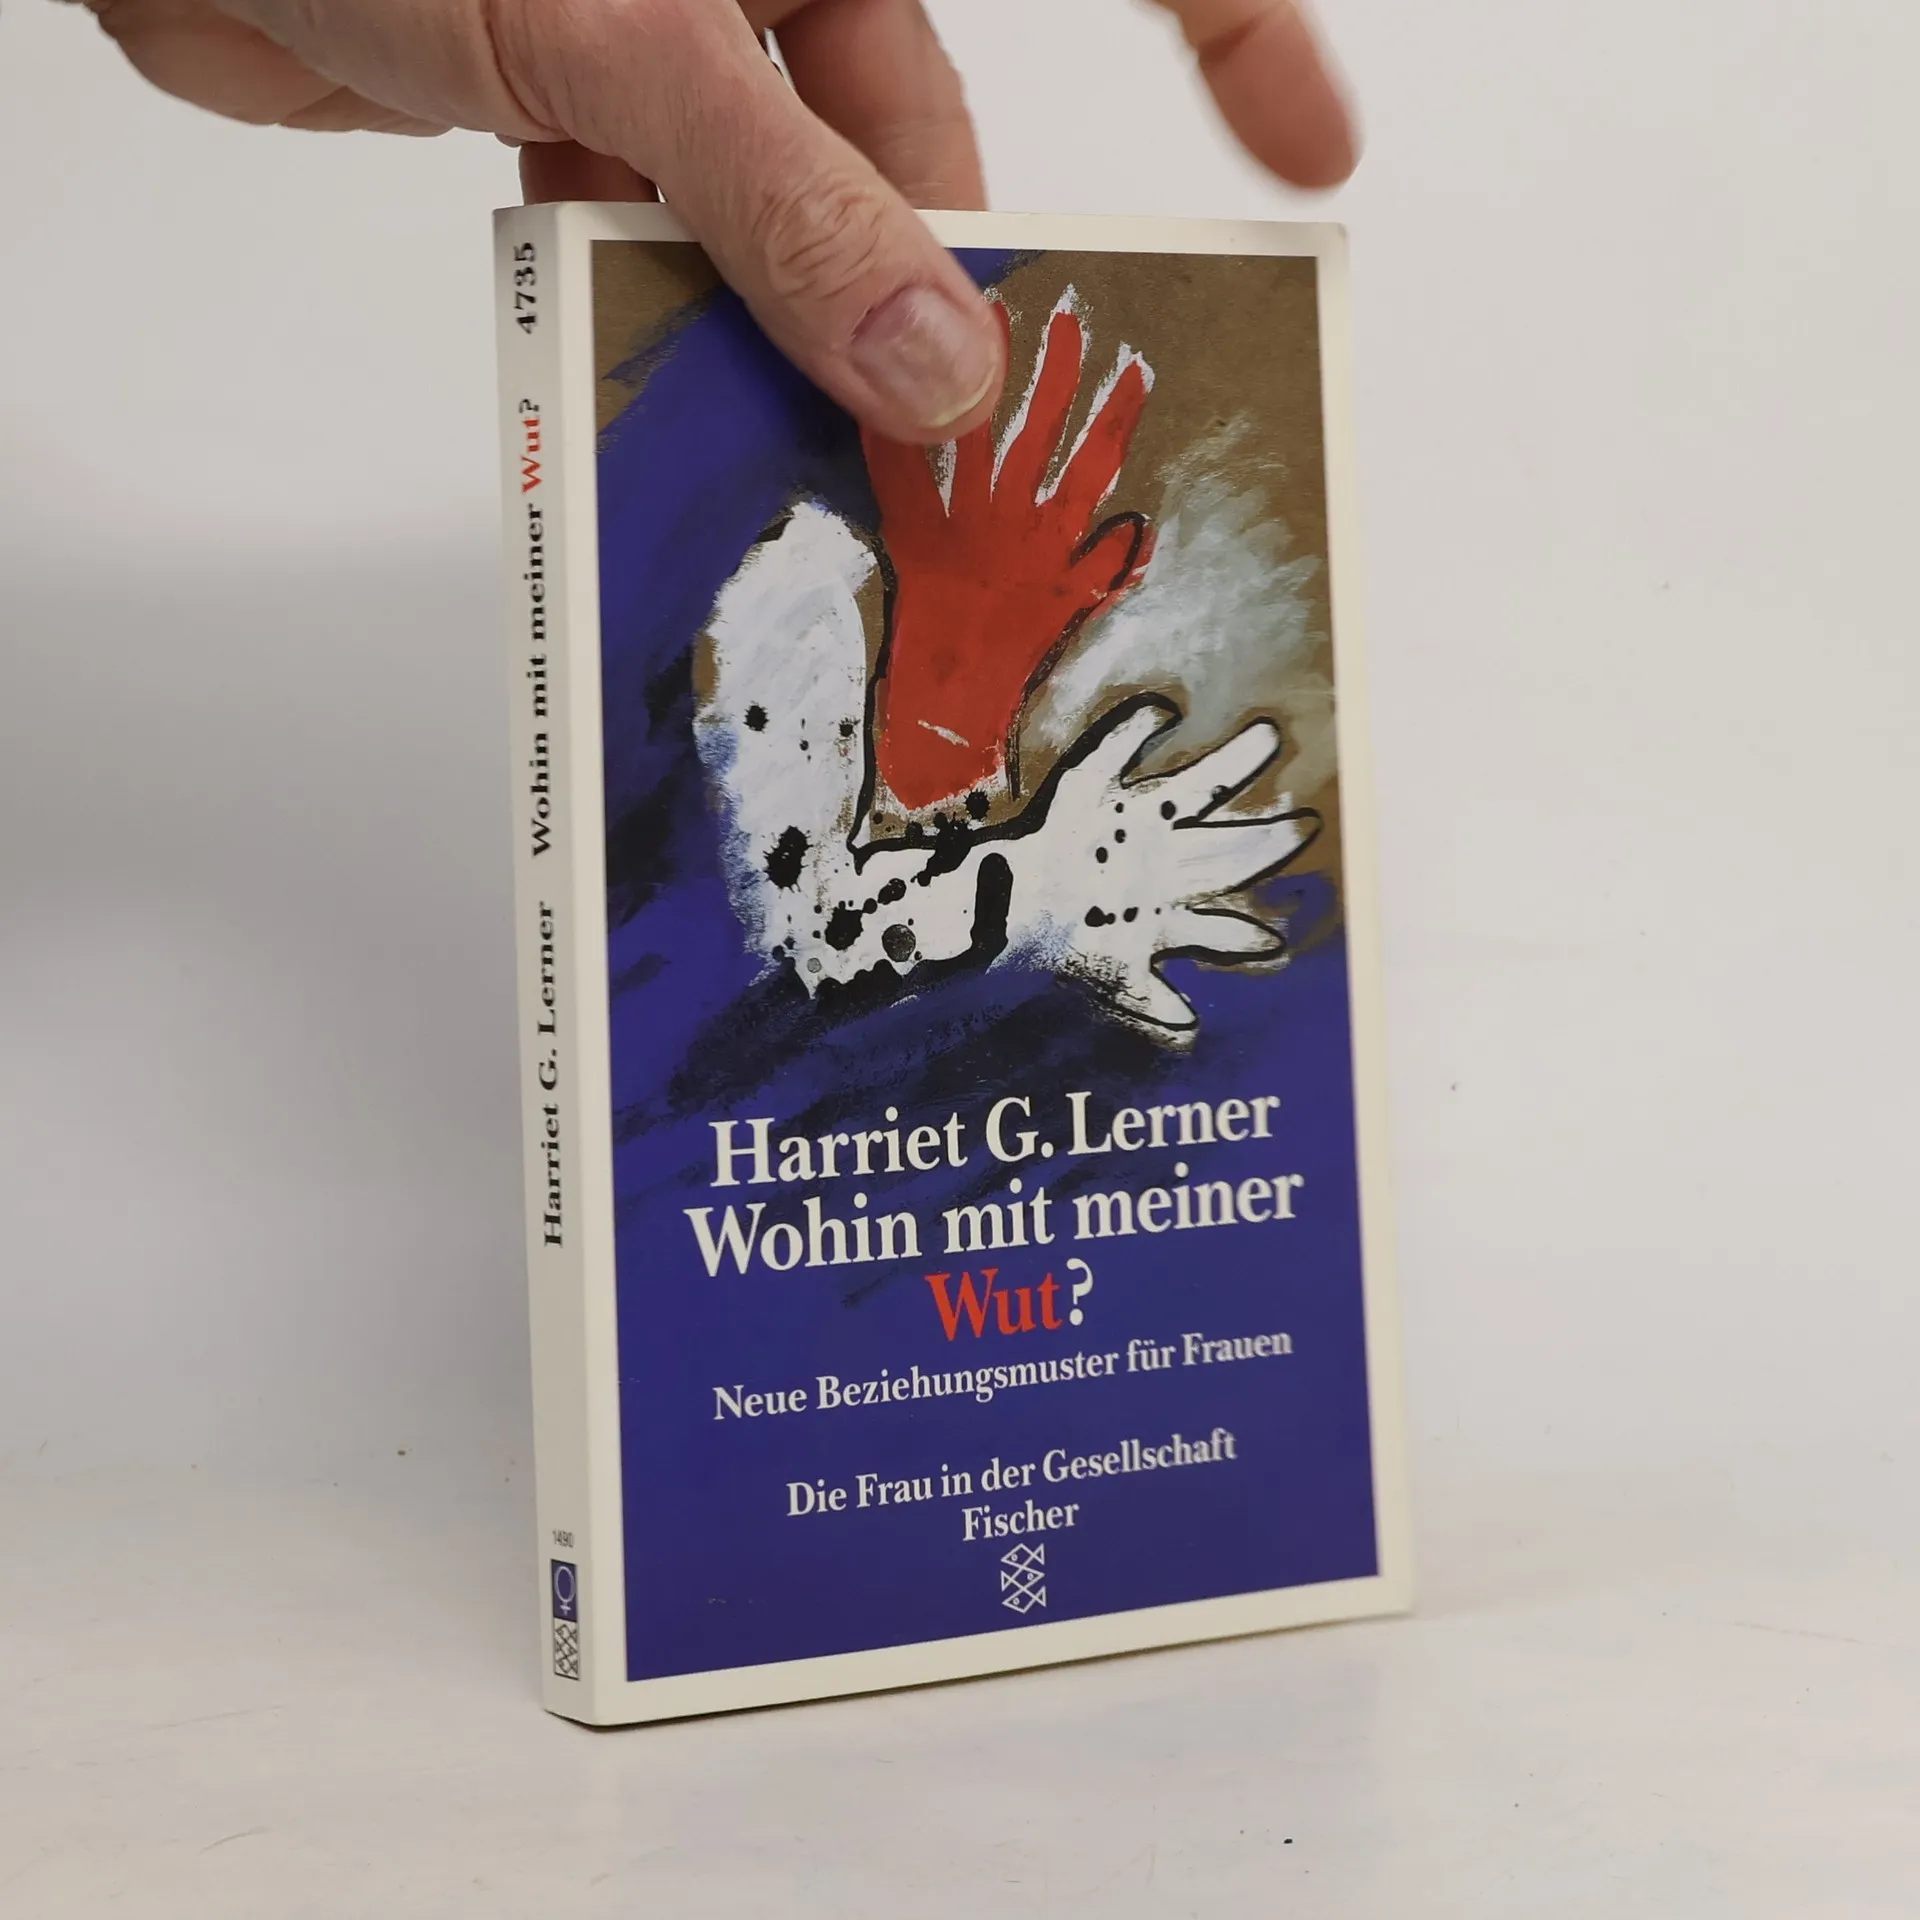 Harriet G. Lerner Wohin mit meiner Wut? 4735
1490
Harriet G. Lerner
Wohin mit meiner
Wut?
Neue Beziehungsmuster für Frauen
Die Frau in der Gesellschaft
Fischer